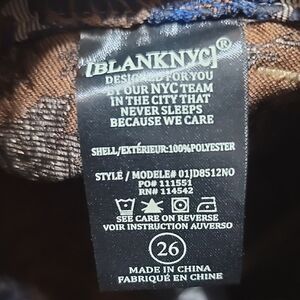 [BLANKNYC]®
DESIGNED FOR YOU
BY OUR NYC TEAM
IN THE CITY THAT
NEVER SLEEPS
BECAUSE WE CARE
SHELL/EXTÉRIEUR:100%POLYESTER
STYLE / MODELE# 01JD8512NO
PO# 111551
RN# 114542
SEE CARE ON REVERSE
VOIR INSTRUCTION AUVERSO
26
MADE IN CHINA
FABRIQUÉ EN CHINE